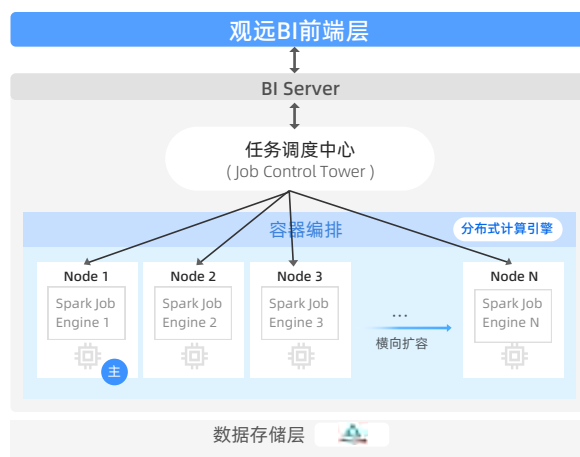 观远BI前端层
BI Server
任务调度中心
( Job Control Tower )
容器编排
分布式计算引擎
Node 1
Spark Job
Engine 1
主
Node 2
Spark Job
Engine 2
Node 3
Spark Job
Engine 3
...
横向扩容
Node N
Spark Job
Engine N
数据存储层